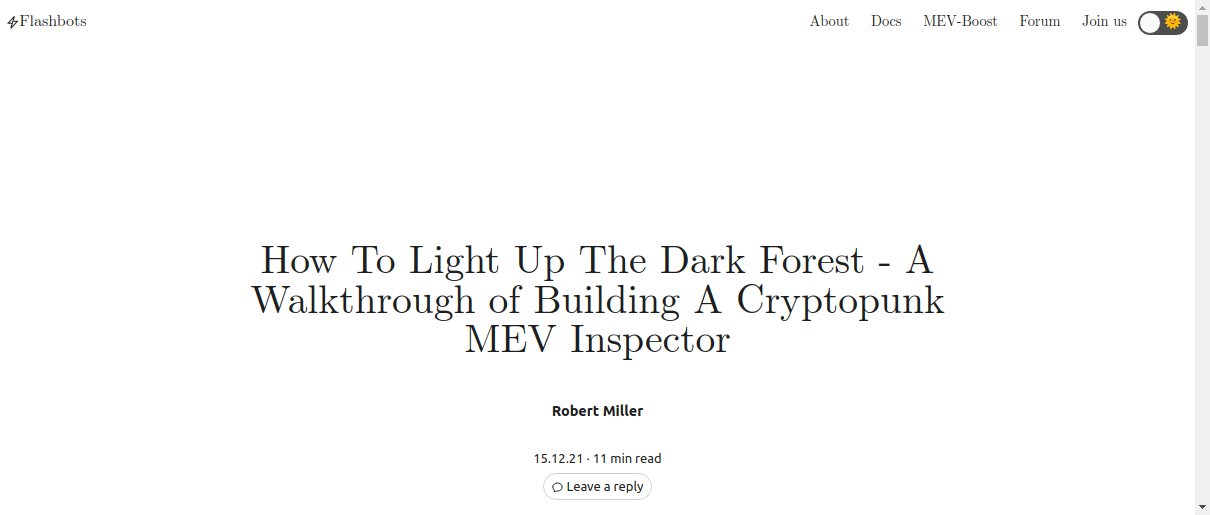 Flashbots
About Docs MEV-Boost Forum Join us
How To Light Up The Dark Forest - A
Walkthrough of Building A Cryptopunk
MEV Inspector
Robert Miller
15.12.21 · 11 min read
Leave a reply